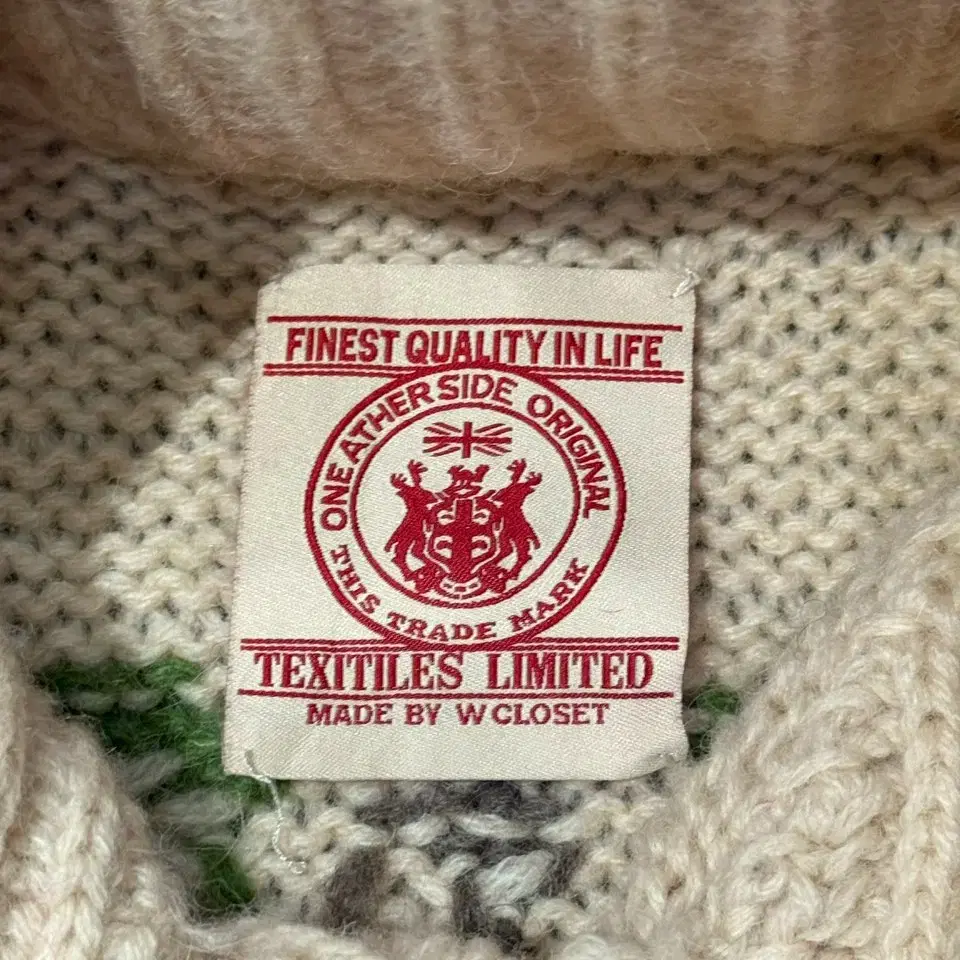 FINEST QUALITY IN LIFE
ONE ATHER SIDE ORIGINAL
THIS TRADE MARK
TEXITILES LIMITED
MADE BY W CLOSET